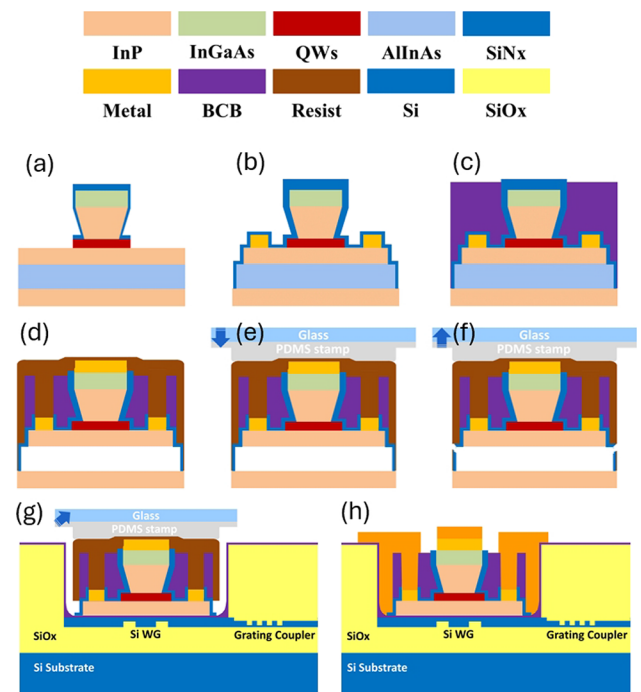 InP InGaAs QWs AlInAs SiNx
Metal BCB Resist Si SiOx
(a) (b) (c)
(d) (e) (f)
Glass Glass
PDMS stamp PDMS stamp
(g) (h)
Glass
PDMS stamp
SiOx Si WG Grating Coupler SiOx Si WG Grating Coupler
Si Substrate Si Substrate